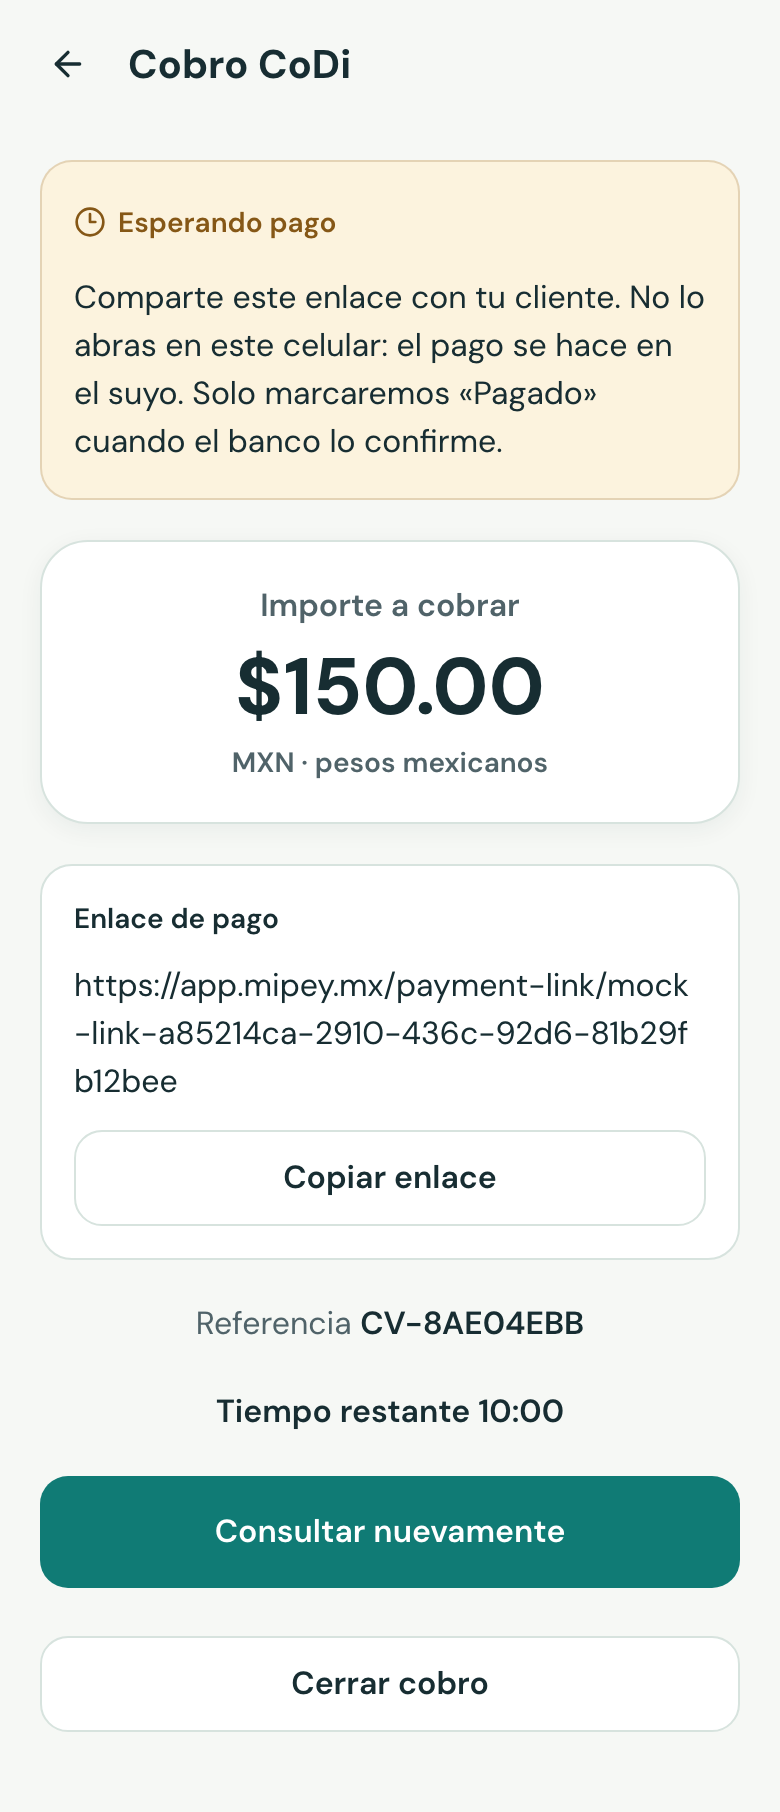 Cobro CoDi
Esperando pago
Comparte este enlace con tu cliente. No lo
abras en este celular: el pago se hace en
el suyo. Solo marcaremos «Pagado»
cuando el banco lo confirme.
Importe a cobrar
$150.00
MXN · pesos mexicanos
Enlace de pago
https://app.mipey.mx/payment-link/mock
-link-a85214ca-2910-436c-92d6-81b29f
b12bee
Copiar enlace
Referencia CV-8AE04EBB
Tiempo restante 10:00
Consultar nuevamente
Cerrar cobro